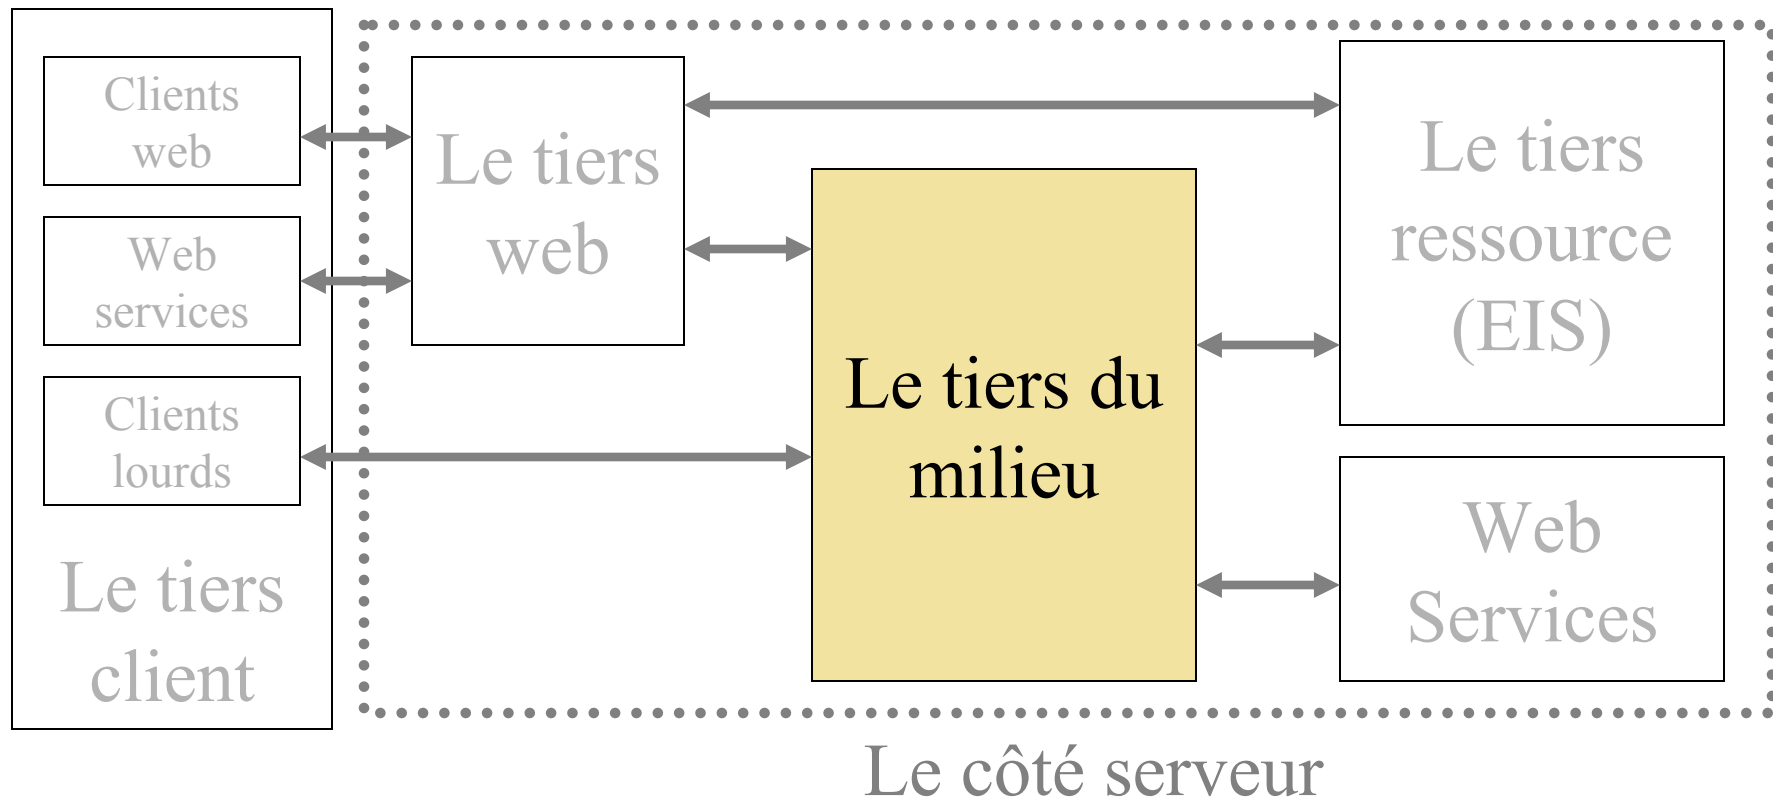 Clients
web
Web
services
Clients
lourds
Le tiers
client
Le tiers
web
Le tiers du
milieu
Le tiers
ressource
(EIS)
Web
Services
Le côté serveur